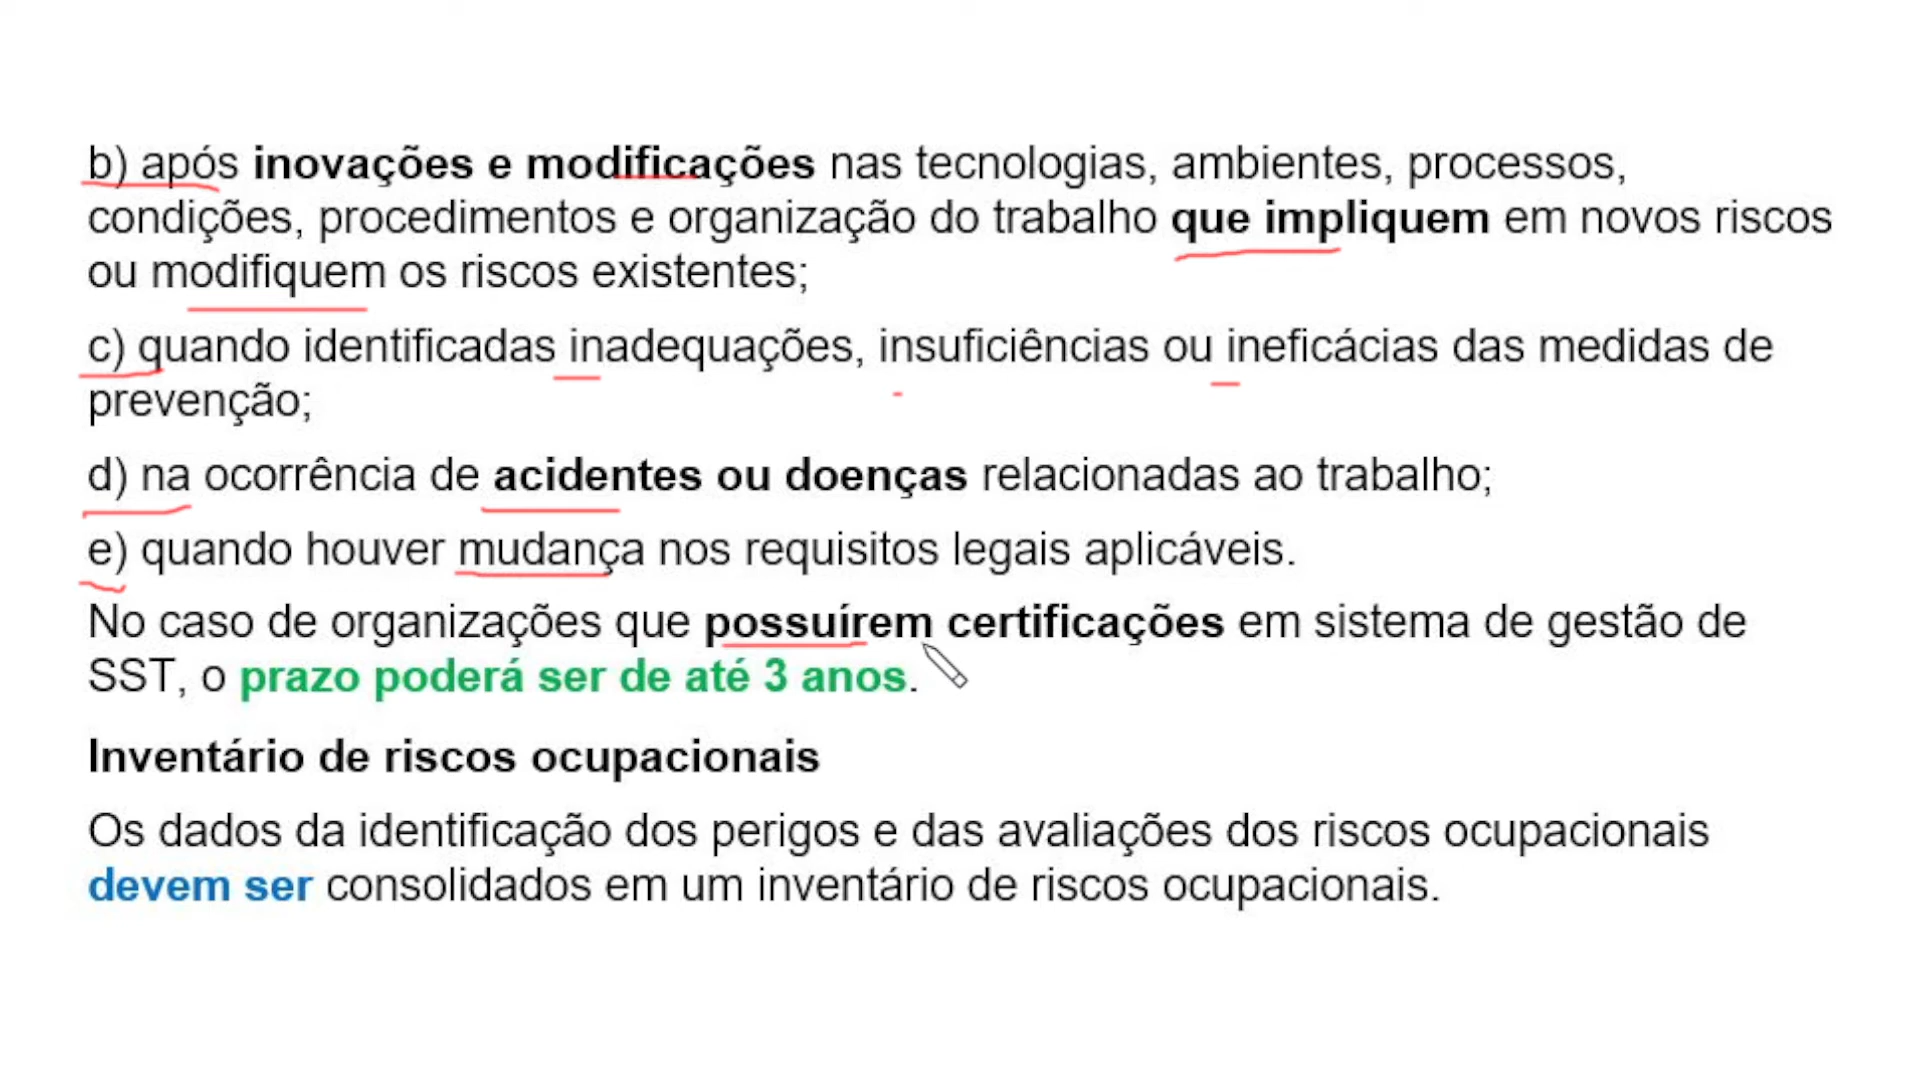 b) após inovações e modificações nas tecnologias, ambientes, processos,
condições, procedimentos e organização do trabalho que impliquem em novos riscos
ou modifiquem os riscos existentes;
c) quando identificadas inadequações, insuficiências ou ineficácias das medidas de
prevenção;
d) na ocorrência de acidentes ou doenças relacionadas ao trabalho;
e) quando houver mudança nos requisitos legais aplicáveis.
No caso de organizações que possuírem certificações em sistema de gestão de
SST, o prazo poderá ser de até 3 anos.
Inventário de riscos ocupacionais
Os dados da identificação dos perigos e das avaliações dos riscos ocupacionais
devem ser consolidados em um inventário de riscos ocupacionais.